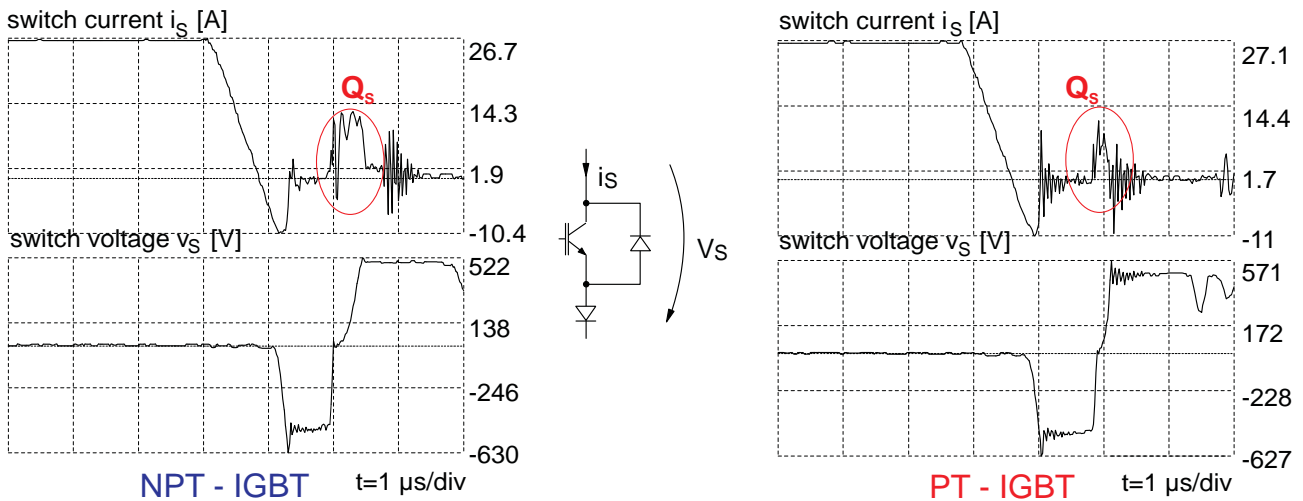 switch current iS [A]
26.7
QS
14.3
1.9
-10.4
switch voltage vS [V]
522
138
-246
-630
NPT - IGBT
t=1 µs/div
iS
VS
switch current iS [A]
27.1
QS
14.4
1.7
-11
switch voltage vS [V]
571
172
-228
-627
PT - IGBT
t=1 µs/div